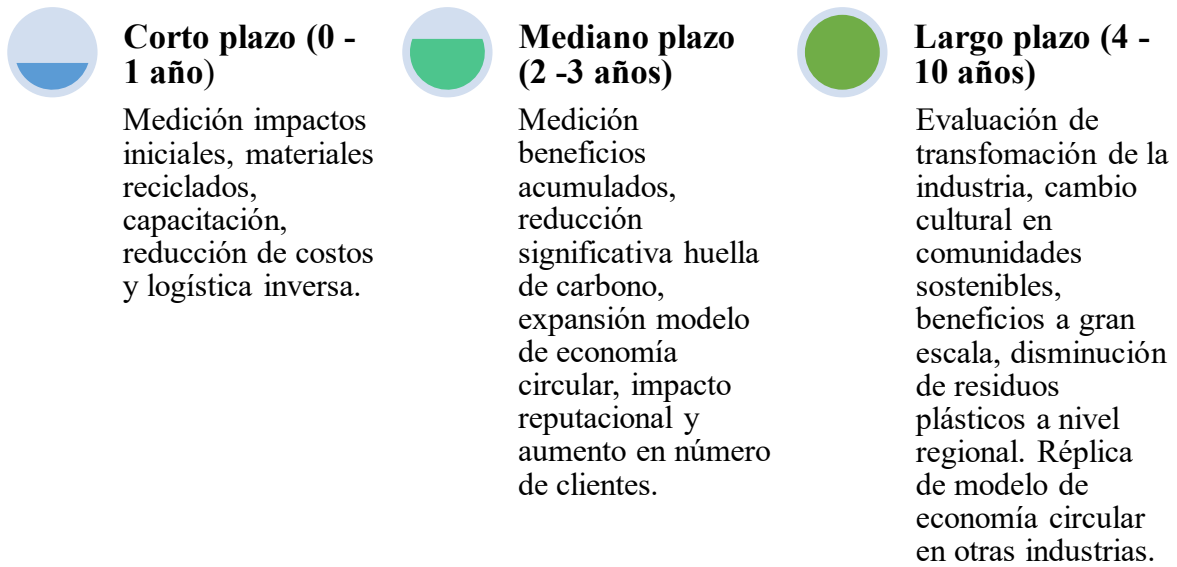 Corto plazo (0 -
1 año)
Medición impactos
iniciales, materiales
reciclados,
capacitación,
reducción de costos
y logística inversa.
Mediano plazo
(2 -3 años)
Medición
beneficios
acumulados,
reducción
significativa huella
de carbono,
expansión modelo
de economía
circular, impacto
reputacional y
aumento en número
de clientes.
Largo plazo (4 -
10 años)
Evaluación de
transfomación de la
industria, cambio
cultural en
comunidades
sostenibles,
beneficios a gran
escala, disminución
de residuos
plásticos a nivel
regional. Réplica
de modelo de
economía circular
en otras industrias.